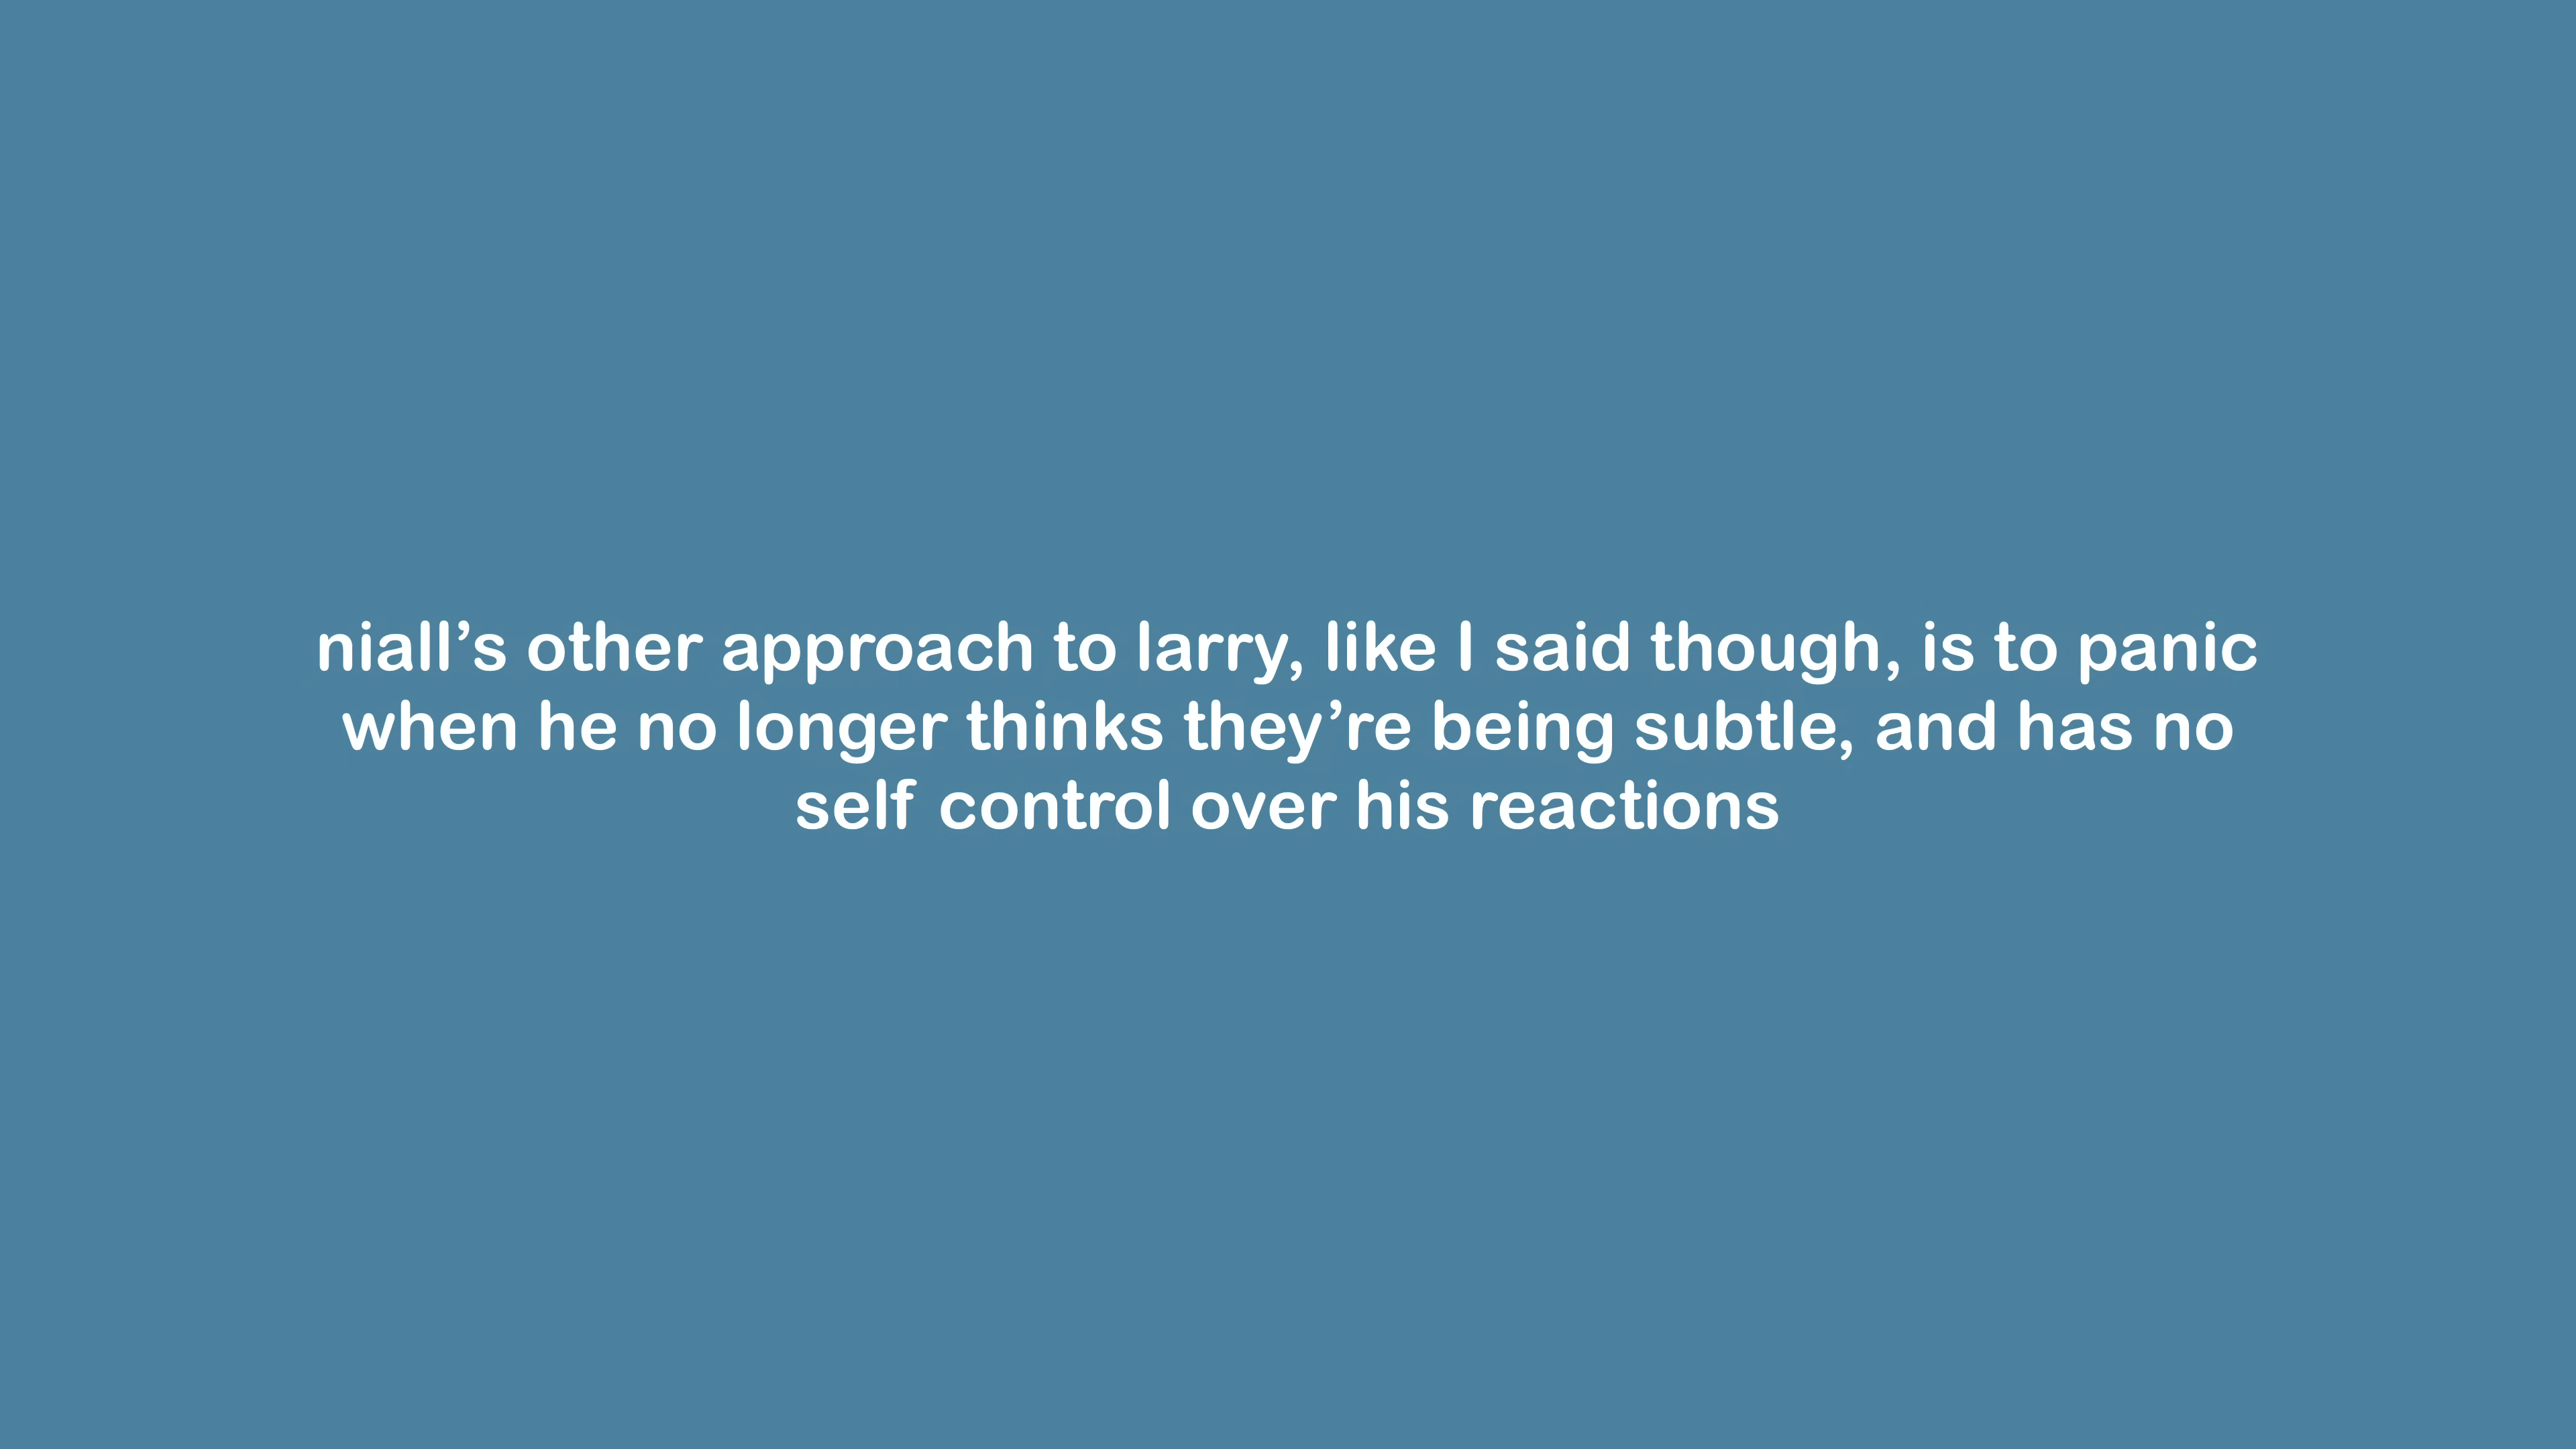 niall’s other approach to larry, like I said though, is to panic
when he no longer thinks they’re being subtle, and has no
self control over his reactions